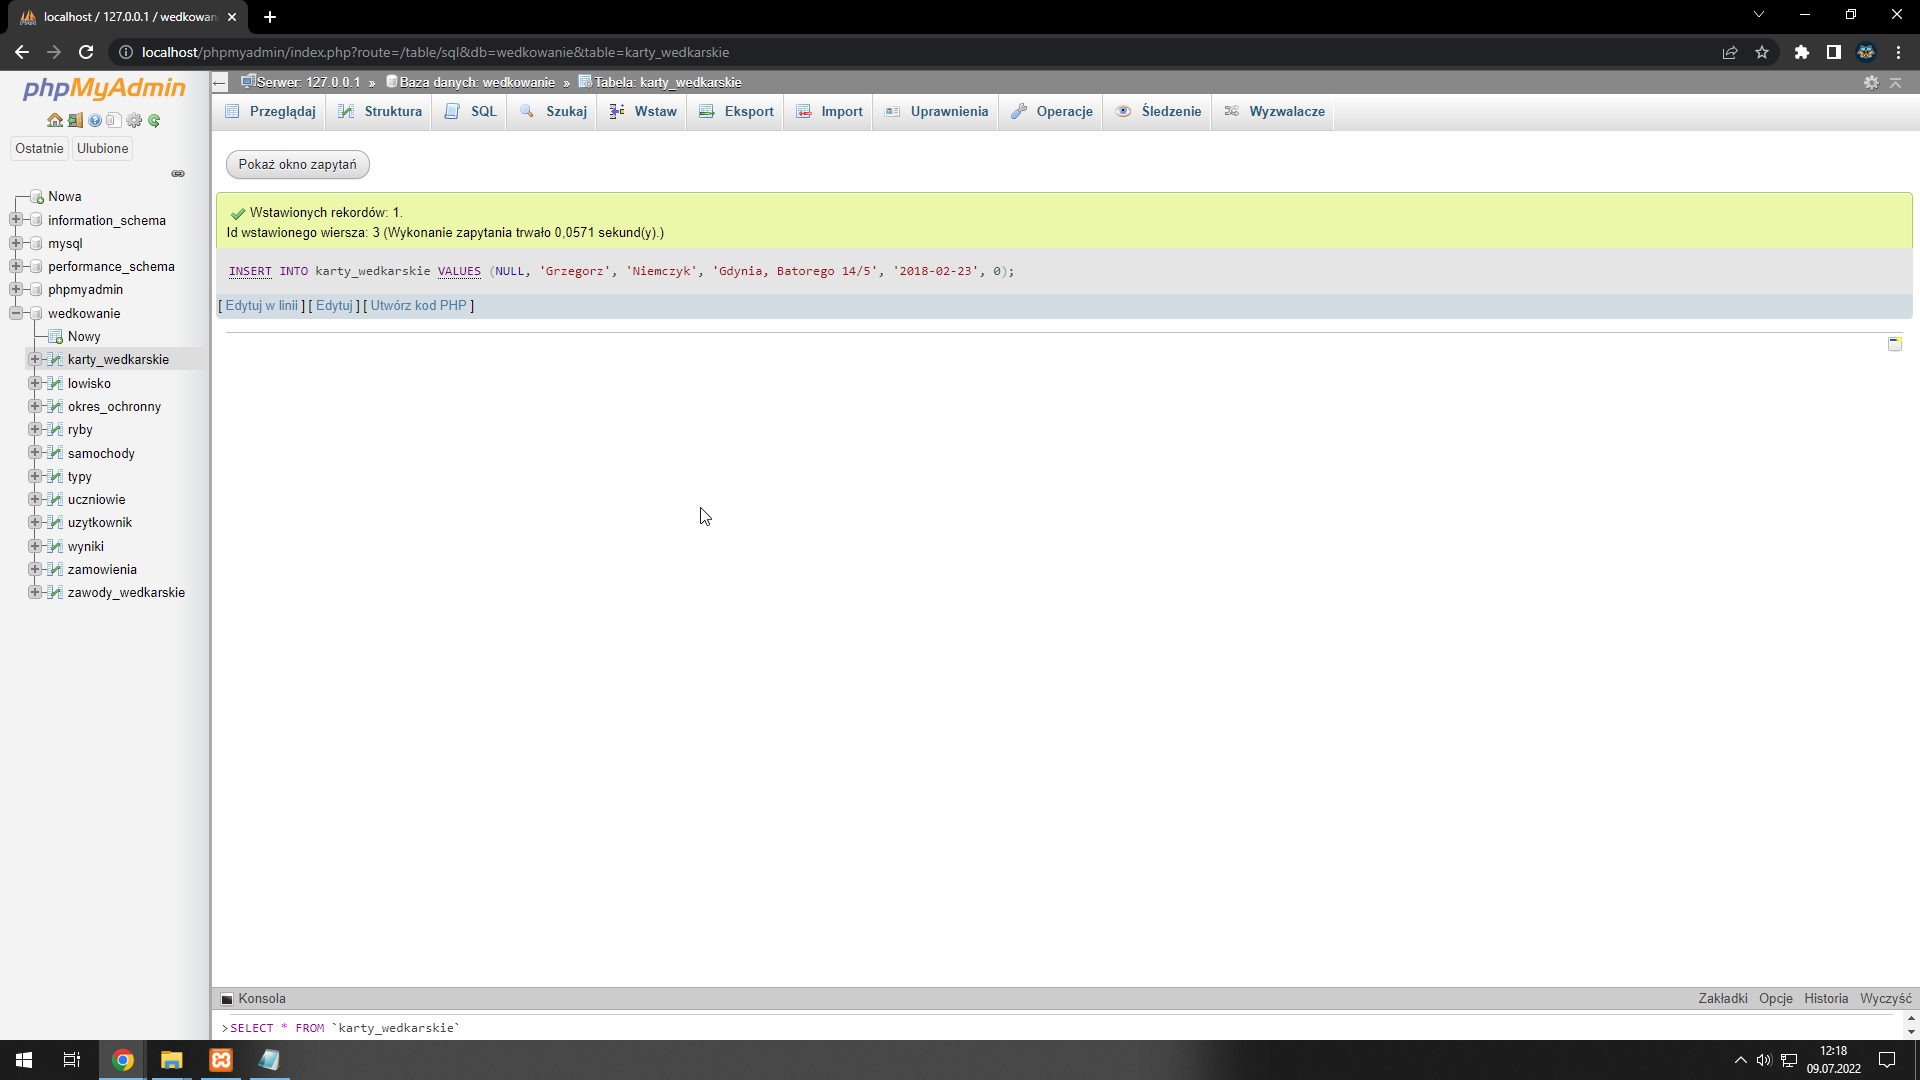 localhost / 127.0.0.1 / wedkowan
localhost/phpmyadmin/index.php?route=/table/sql&db=wedkowanie&table=karty_wedkarskie
phpMyAdmin
Ostatnie Ulubione
Nowa
information_schema
mysql
performance_schema
phpmyadmin
wedkowanie
Nowy
karty_wedkarskie
lowisko
okres_ochronny
ryby
samochody
typy
uczniowie
uzytkownik
wyniki
zamowienia
zawody_wedkarskie
Serwer: 127.0.0.1 » Baza danych: wedkowanie » Tabela: karty_wedkarskie
Przeglądaj Struktura SQL Szukaj Wstaw Eksport Import Uprawnienia Operacje Śledzenie Wyzwalacze
Pokaż okno zapytań
Wstawionych rekordów: 1.
Id wstawionego wiersza: 3 (Wykonanie zapytania trwało 0,0571 sekund(y).)
INSERT INTO karty_wedkarskie VALUES (NULL, 'Grzegorz', 'Niemczyk', 'Gdynia, Batorego 14/5', '2018-02-23', 0);
[ Edytuj w linii ] [ Edytuj ] [ Utwórz kod PHP ]
Konsola
Zakładki Opcje Historia Wyczyść
>SELECT * FROM `karty_wedkarskie`
12:18
09.07.2022